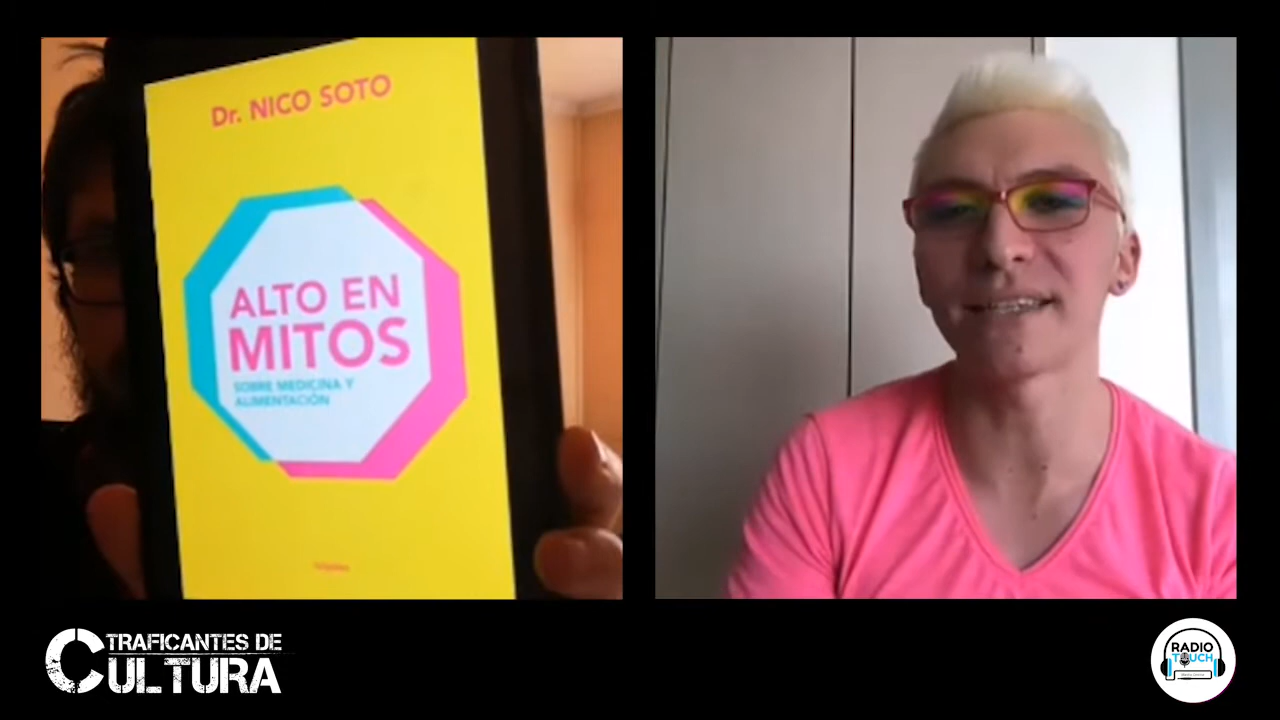 Dr. NICO SOTO
ALTO EN
MITOS
SOBRE MEDICINA Y
ALIMENTACIÓN
TRAFICANTES DE
CULTURA
RADIO
TOUCH